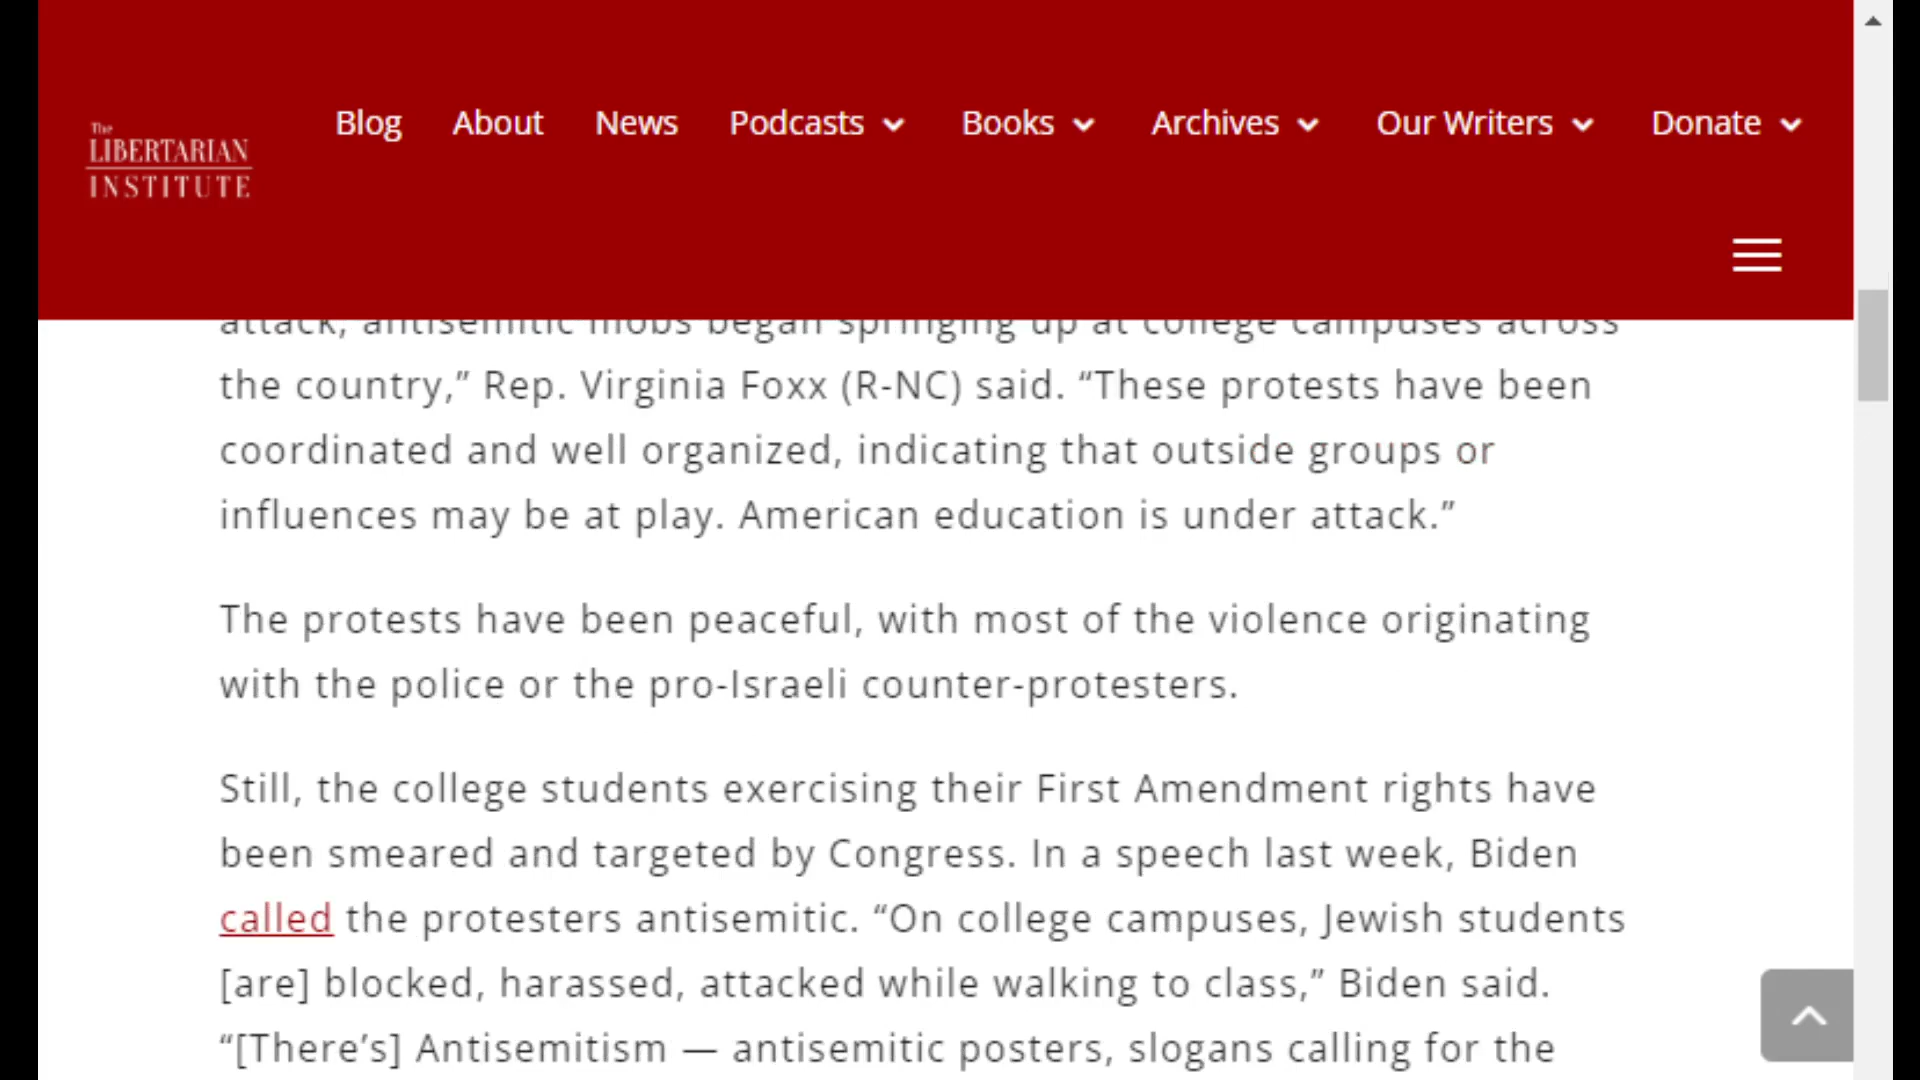 The
LIBERTARIAN
INSTITUTE
Blog About News Podcasts Books Archives Our Writers Donate
attack, antisemitic mobs began springing up at college campuses across
the country,” Rep. Virginia Foxx (R-NC) said. “These protests have been
coordinated and well organized, indicating that outside groups or
influences may be at play. American education is under attack.”
The protests have been peaceful, with most of the violence originating
with the police or the pro-Israeli counter-protesters.
Still, the college students exercising their First Amendment rights have
been smeared and targeted by Congress. In a speech last week, Biden
called the protesters antisemitic. “On college campuses, Jewish students
[are] blocked, harassed, attacked while walking to class,” Biden said.
“[There’s] Antisemitism — antisemitic posters, slogans calling for the